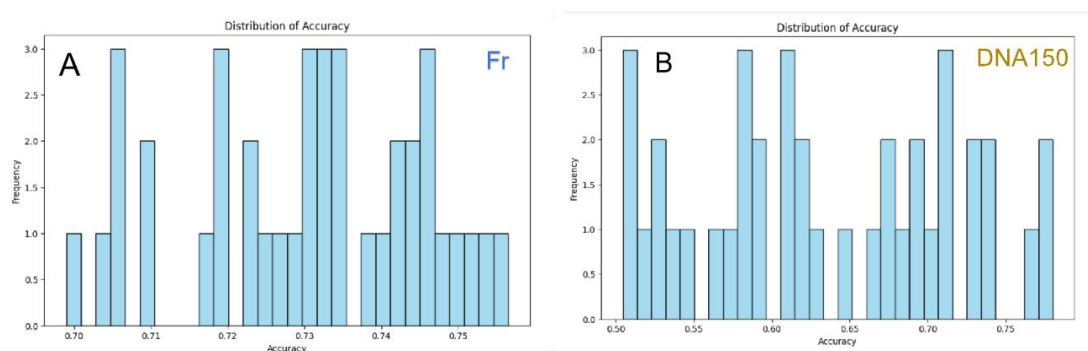 Distribution of Accuracy
A
Fr
3.0
2.5
2.0
1.5
1.0
0.5
0.0
Frequency
0.70 0.71 0.72 0.73 0.74 0.75
Accuracy
Distribution of Accuracy
B
DNA150
3.0
2.5
2.0
1.5
1.0
0.5
0.0
Frequency
0.50 0.55 0.60 0.65 0.70 0.75
Accuracy